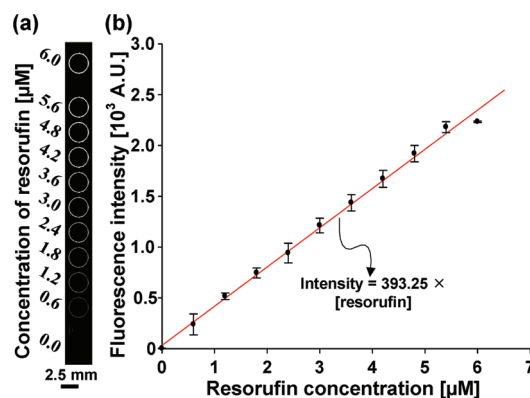 (a)
Concentration of resorufin [µM]
6.0
5.6
4.8
4.2
3.6
3.0
2.4
1.8
1.2
0.6
0.0
2.5 mm
(b)
Fluorescence intensity [10³ A.U.]
3.0
2.5
2.0
1.5
1.0
0.5
0
Intensity = 393.25 ×
[resorufin]
0 1 2 3 4 5 6 7
Resorufin concentration [µM]